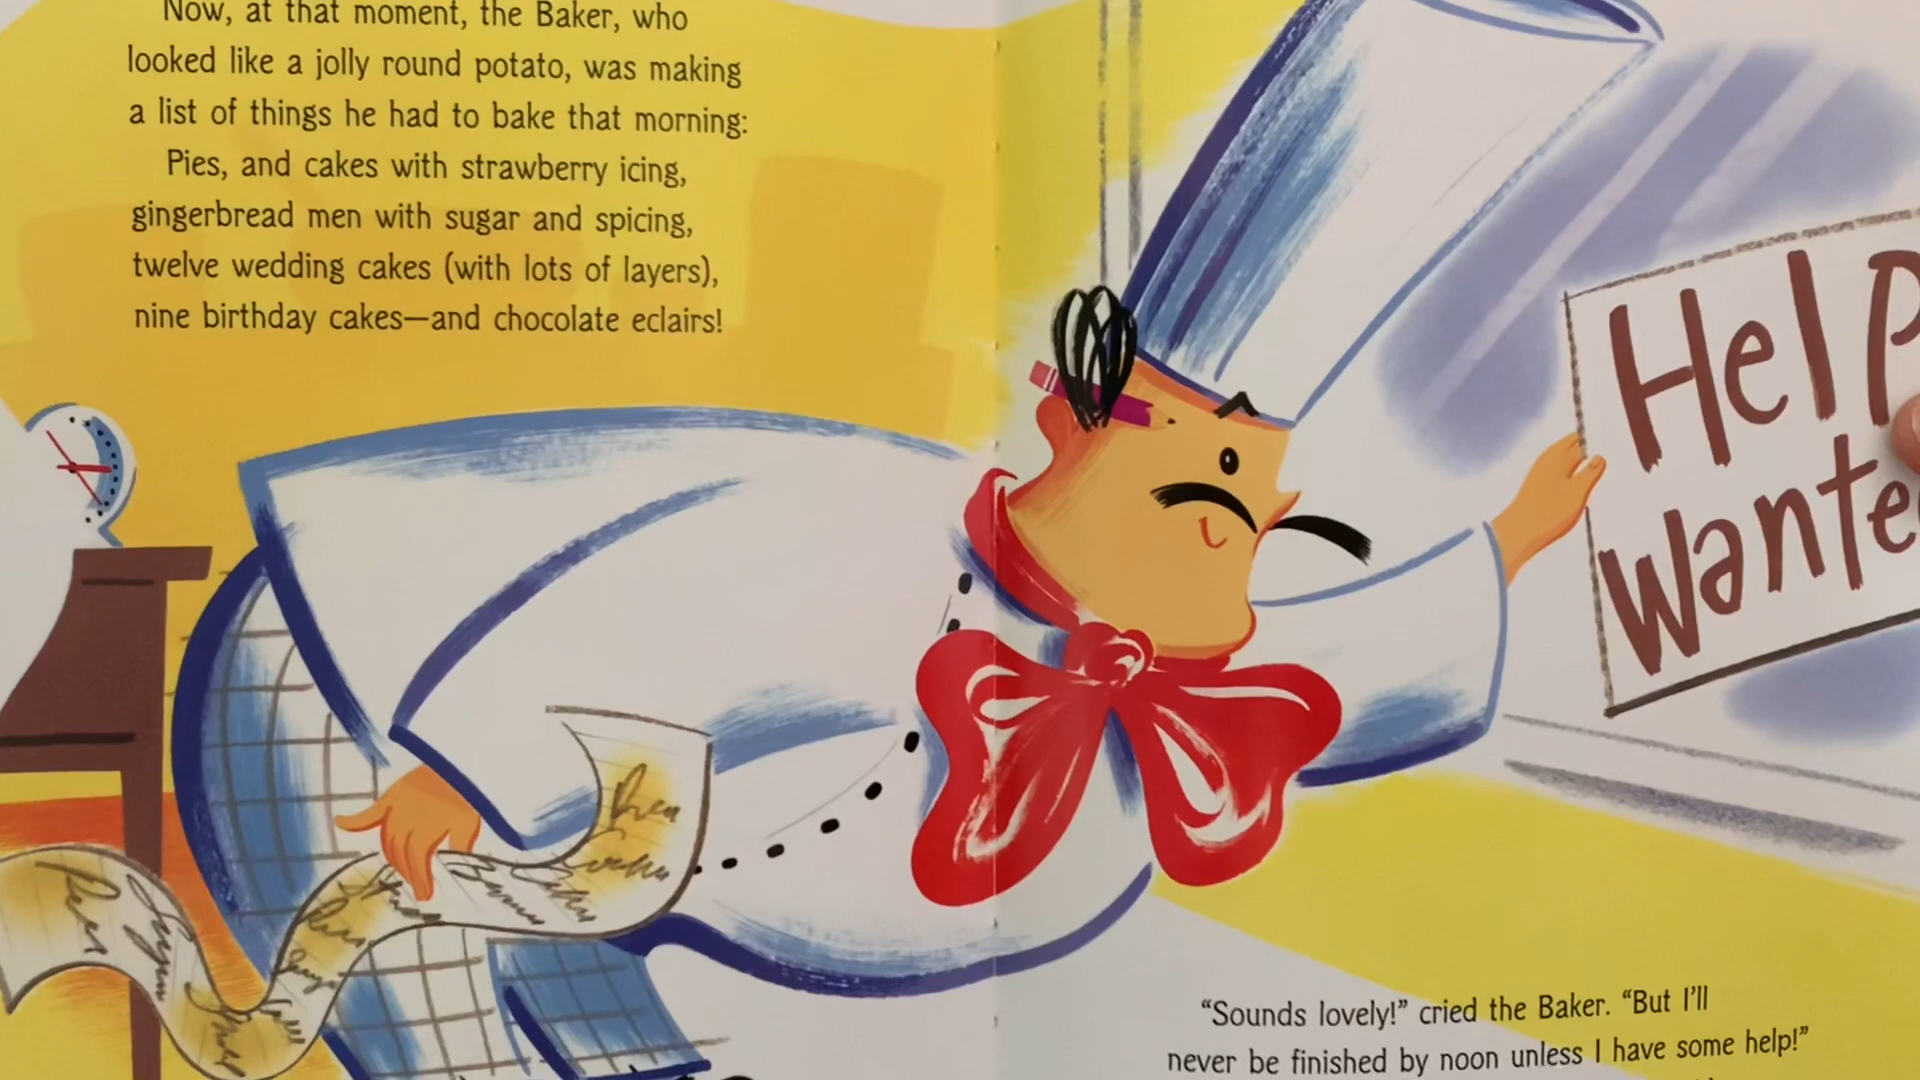 Now, at that moment, the Baker, who
looked like a jolly round potato, was making
a list of things he had to bake that morning:
Pies, and cakes with strawberry icing,
gingerbread men with sugar and spicing,
twelve wedding cakes (with lots of layers),
nine birthday cakes—and chocolate eclairs!
Help
Wante
“Sounds lovely!” cried the Baker. “But I’ll
never be finished by noon unless I have some help!”